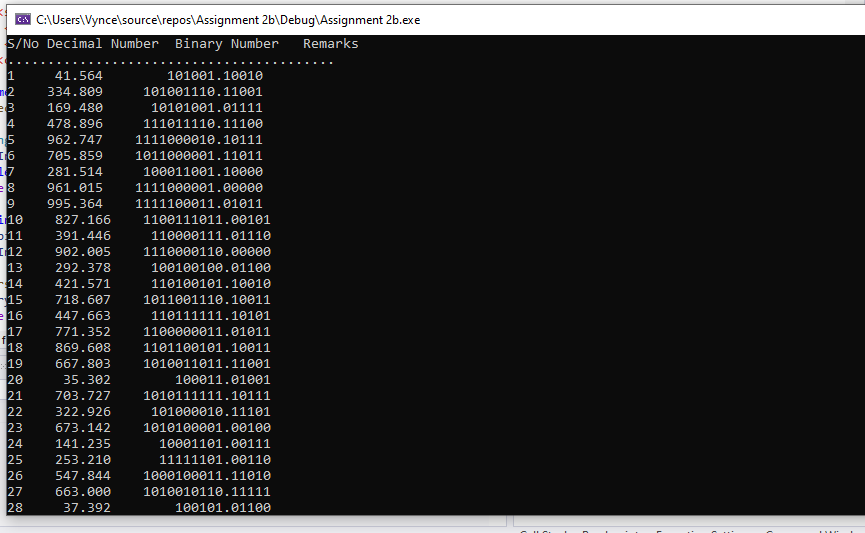 C:\Users\Vynce\source\repos\Assignment 2b\Debug\Assignment 2b.exe
S/No Decimal Number  Binary Number   Remarks
.........................................
1     41.564        101001.10010
2    334.809     101001110.11001
3    169.480      10101001.01111
4    478.896     111011110.11100
5    962.747    1111000010.10111
6    705.859    1011000001.11011
7    281.514     100011001.10000
8    961.015    1111000001.00000
9    995.364    1111100011.01011
10    827.166    1100111011.00101
11    391.446     110000111.01110
12    902.005    1110000110.00000
13    292.378     100100100.01100
14    421.571     110100101.10010
15    718.607    1011001110.10011
16    447.663     110111111.10101
17    771.352    1100000011.01011
18    869.608    1101100101.10011
19    667.803    1010011011.11001
20     35.302        100011.01001
21    703.727    1010111111.10111
22    322.926     101000010.11101
23    673.142    1010100001.00100
24    141.235      10001101.00111
25    253.210      11111101.00110
26    547.844    1000100011.11010
27    663.000    1010010110.11111
28     37.392        100101.01100